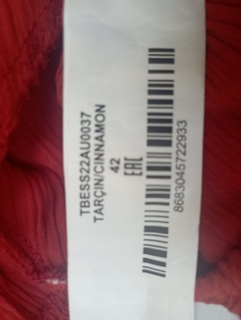 TBESS22AU0037
TARÇIN/CINNAMON
42
EAC
8683045722933